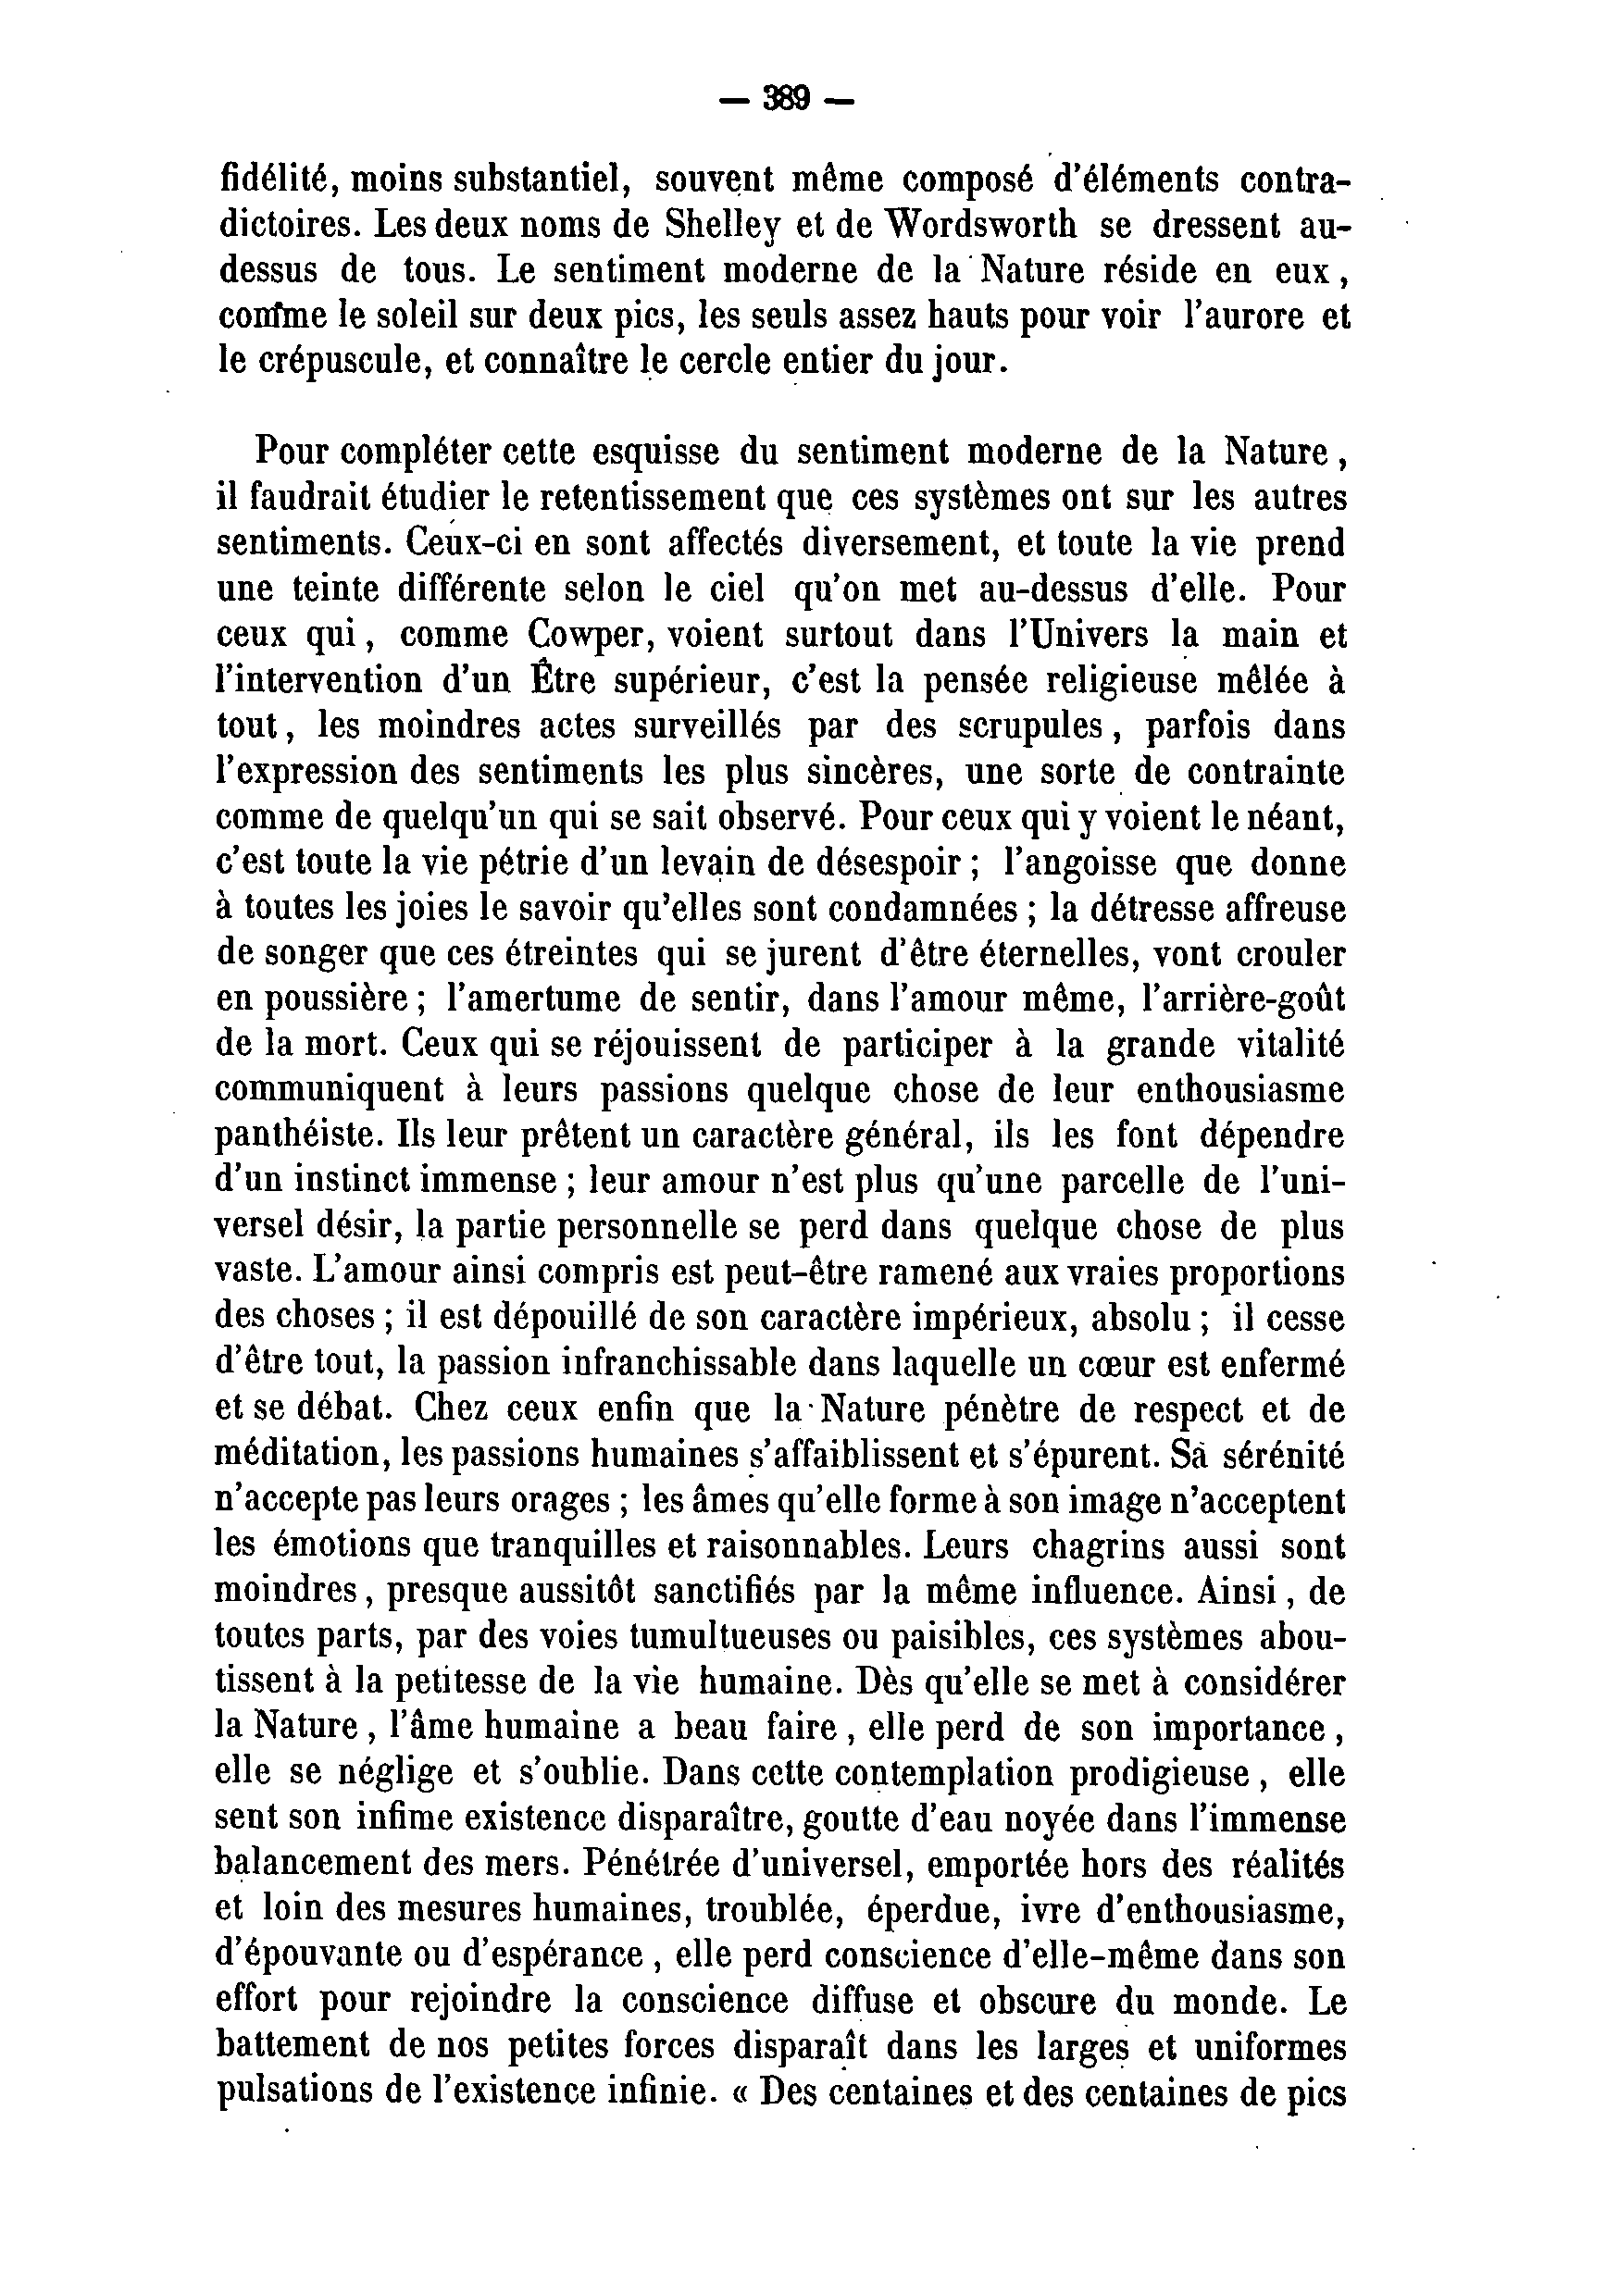 — 389 —
fidélité, moins substantiel, souvent même composé d'éléments contra-
dictoires. Les deux noms de Shelley et de Wordsworth se dressent au-
dessus de tous. Le sentiment moderne de la Nature réside en eux,
comme le soleil sur deux pics, les seuls assez hauts pour voir l'aurore et
le crépuscule, et connaître le cercle entier du jour.
Pour compléter cette esquisse du sentiment moderne de la Nature,
il faudrait étudier le retentissement que ces systèmes ont sur les autres
sentiments. Ceux-ci en sont affectés diversement, et toute la vie prend
une teinte différente selon le ciel qu'on met au-dessus d'elle. Pour
ceux qui, comme Cowper, voient surtout dans l'Univers la main et
l'intervention d'un Être supérieur, c'est la pensée religieuse mêlée à
tout, les moindres actes surveillés par des scrupules, parfois dans
l'expression des sentiments les plus sincères, une sorte de contrainte
comme de quelqu'un qui se sait observé. Pour ceux qui y voient le néant,
c'est toute la vie pétrie d'un levain de désespoir ; l'angoisse que donne
à toutes les joies le savoir qu'elles sont condamnées ; la détresse affreuse
de songer que ces étreintes qui se jurent d'être éternelles, vont crouler
en poussière ; l'amertume de sentir, dans l'amour même, l'arrière-goût
de la mort. Ceux qui se réjouissent de participer à la grande vitalité
communiquent à leurs passions quelque chose de leur enthousiasme
panthéiste. Ils leur prêtent un caractère général, ils les font dépendre
d'un instinct immense ; leur amour n'est plus qu'une parcelle de l'uni-
versel désir, la partie personnelle se perd dans quelque chose de plus
vaste. L'amour ainsi compris est peut-être ramené aux vraies proportions
des choses ; il est dépouillé de son caractère impérieux, absolu ; il cesse
d'être tout, la passion infranchissable dans laquelle un cœur est enfermé
et se débat. Chez ceux enfin que la Nature pénètre de respect et de
méditation, les passions humaines s'affaiblissent et s'épurent. Sa sérénité
n'accepte pas leurs orages ; les âmes qu'elle forme à son image n'acceptent
les émotions que tranquilles et raisonnables. Leurs chagrins aussi sont
moindres, presque aussitôt sanctifiés par la même influence. Ainsi, de
toutes parts, par des voies tumultueuses ou paisibles, ces systèmes abou-
tissent à la petitesse de la vie humaine. Dès qu'elle se met à considérer
la Nature, l'âme humaine a beau faire, elle perd de son importance,
elle se néglige et s'oublie. Dans cette contemplation prodigieuse, elle
sent son infime existence disparaître, goutte d'eau noyée dans l'immense
balancement des mers. Pénétrée d'universel, emportée hors des réalités
et loin des mesures humaines, troublée, éperdue, ivre d'enthousiasme,
d'épouvante ou d'espérance, elle perd conscience d'elle-même dans son
effort pour rejoindre la conscience diffuse et obscure du monde. Le
battement de nos petites forces disparaît dans les larges et uniformes
pulsations de l'existence infinie. « Des centaines et des centaines de pics